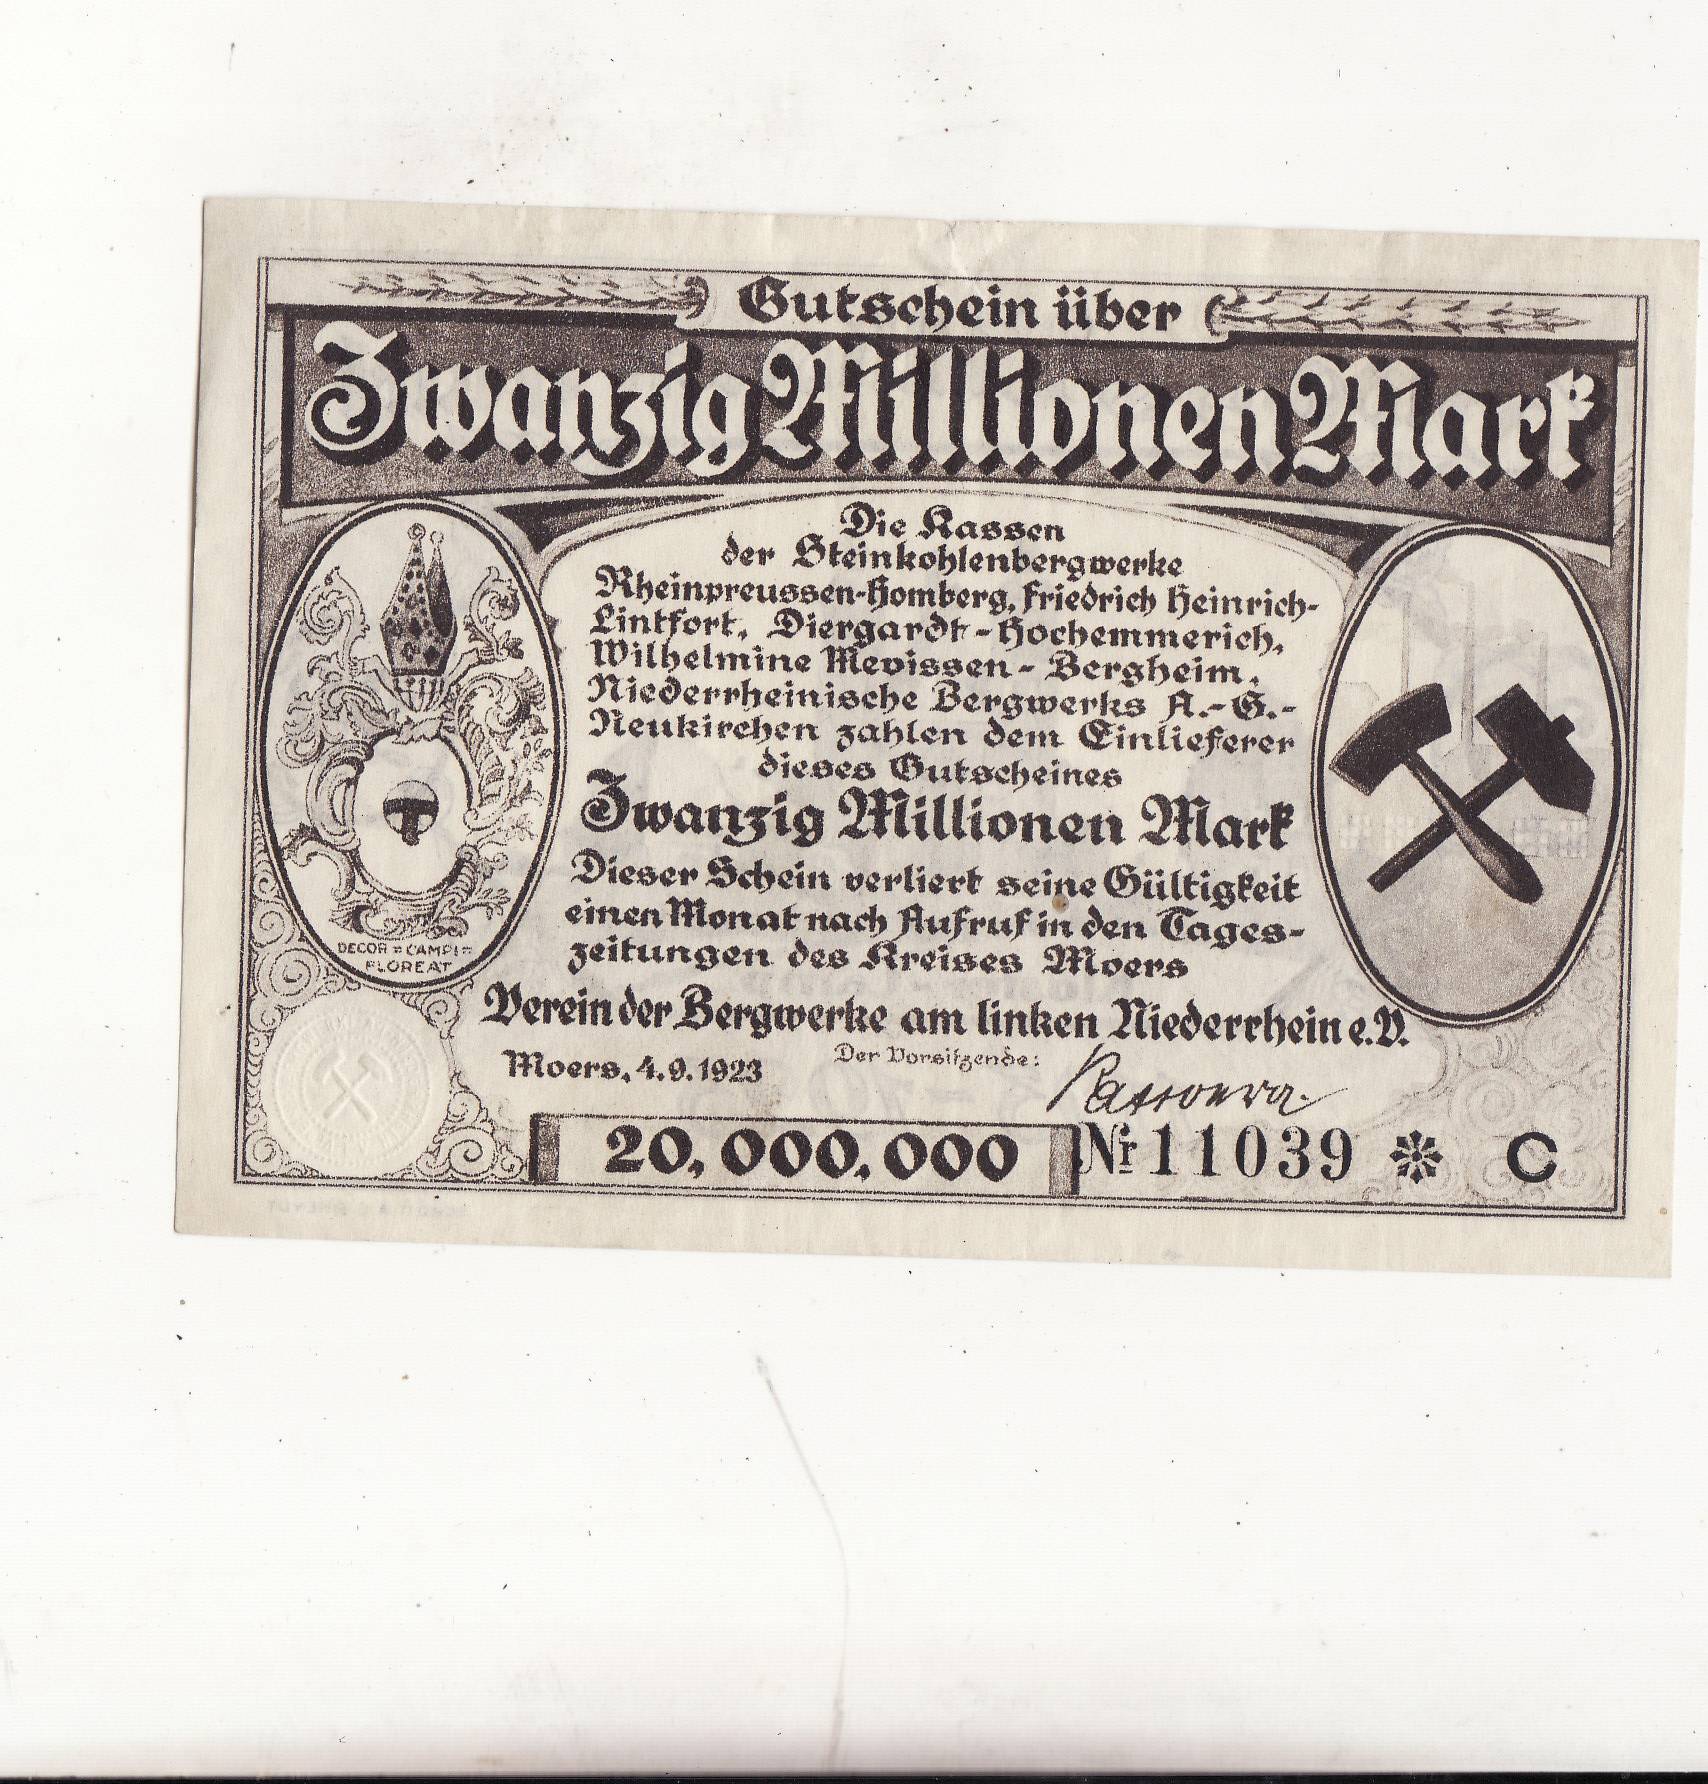 Gutschein über
Zwanzig Millionen Mark
Die Kassen
der Steinkohlenbergwerke
Rheinpreussen-Homberg, Friedrich Heinrich-
Lintfort, Diergardt-Hochemmerich,
Wilhelmine Mevissen-Bergheim,
Niederrheinische Bergwerks A.-G.-
Neukirchen zahlen dem Einlieferer
dieses Gutscheines
Zwanzig Millionen Mark
Dieser Schein verliert seine Gültigkeit
einen Monat nach Aufruf in den Tages-
zeitungen des Kreises Moers
DECOR=CAMPI=
FLOREAT
Verein der Bergwerke am linken Niederrhein e.V.
Moers, 4.9.1923
Der Vorsitzende:
20,000,000
Nr 11039 * C